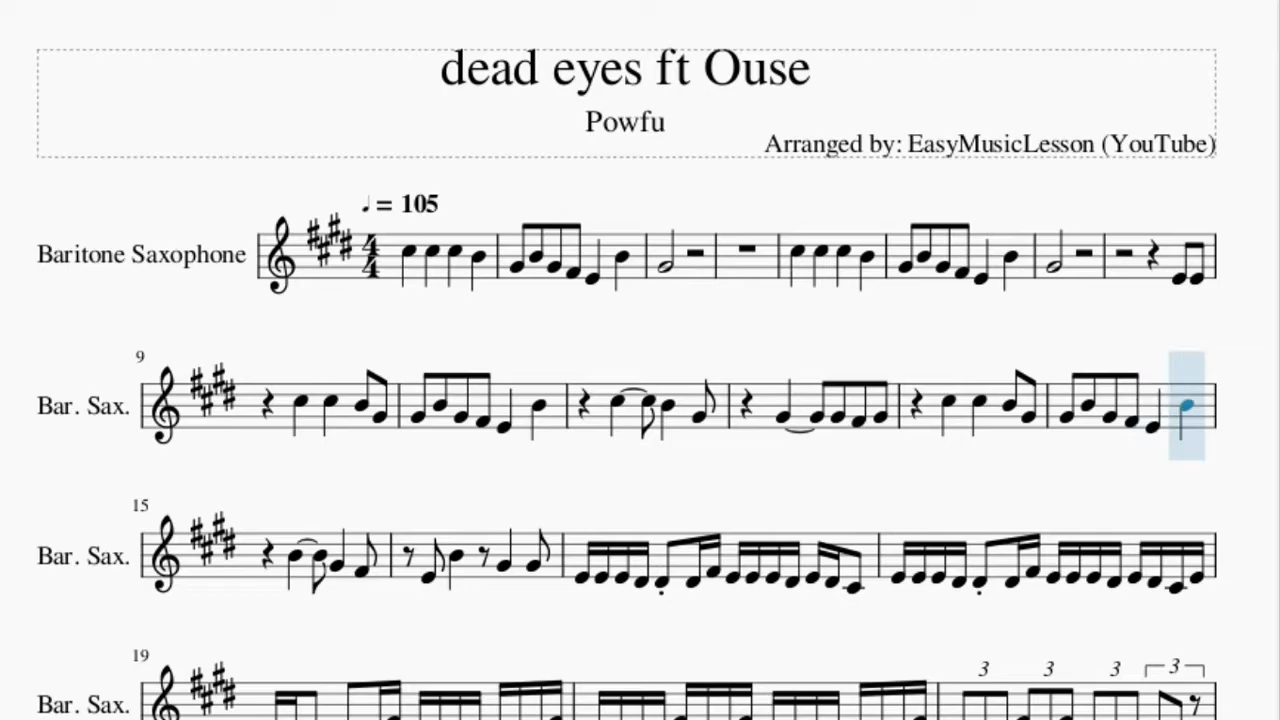 dead eyes ft Ouse
Powfu
Arranged by: EasyMusicLesson (YouTube)
♩ = 105
Baritone Saxophone
4
4
9
Bar. Sax.
15
Bar. Sax.
19
3 3 3 3
Bar. Sax.